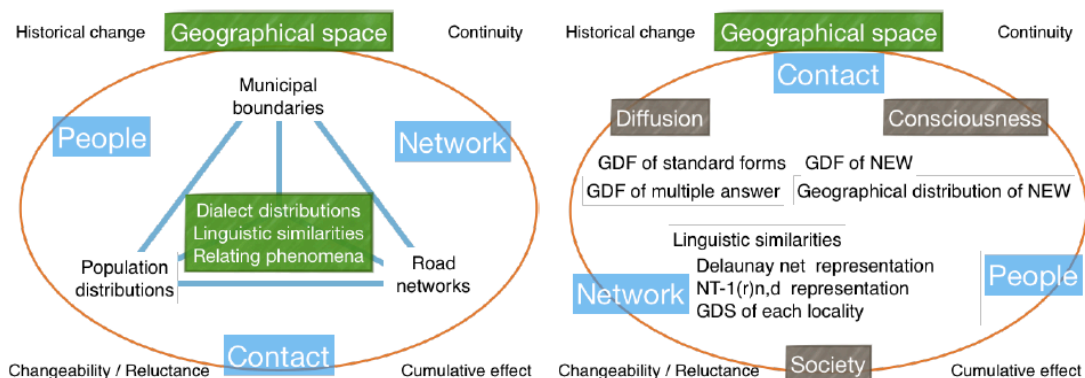 Historical change
Geographical space
Continuity
Municipal
boundaries
People
Network
Dialect distributions
Linguistic similarities
Relating phenomena
Population
distributions
Road
networks
Contact
Changeability / Reluctance
Cumulative effect
Historical change
Geographical space
Continuity
Contact
Diffusion
Consciousness
GDF of standard forms
GDF of NEW
GDF of multiple answer
Geographical distribution of NEW
Linguistic similarities
Delaunay net representation
NT-1(r)n,d representation
GDS of each locality
Network
People
Society
Changeability / Reluctance
Cumulative effect